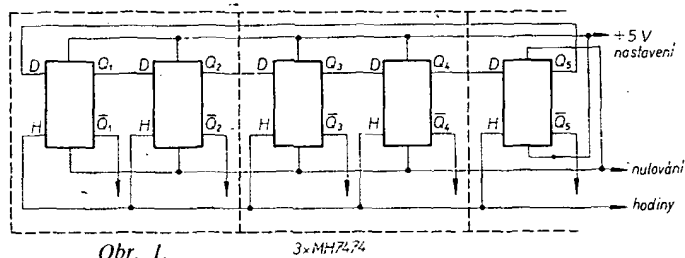 +5 V
nastavení
D Q₁ D Q₂ D Q₃ D Q₄ D Q₅
H Q̅₁ H Q̅₂ H Q̅₃ H Q̅₄ H Q̅₅
nulování
hodiny
Obr. 1.
3×MH7474